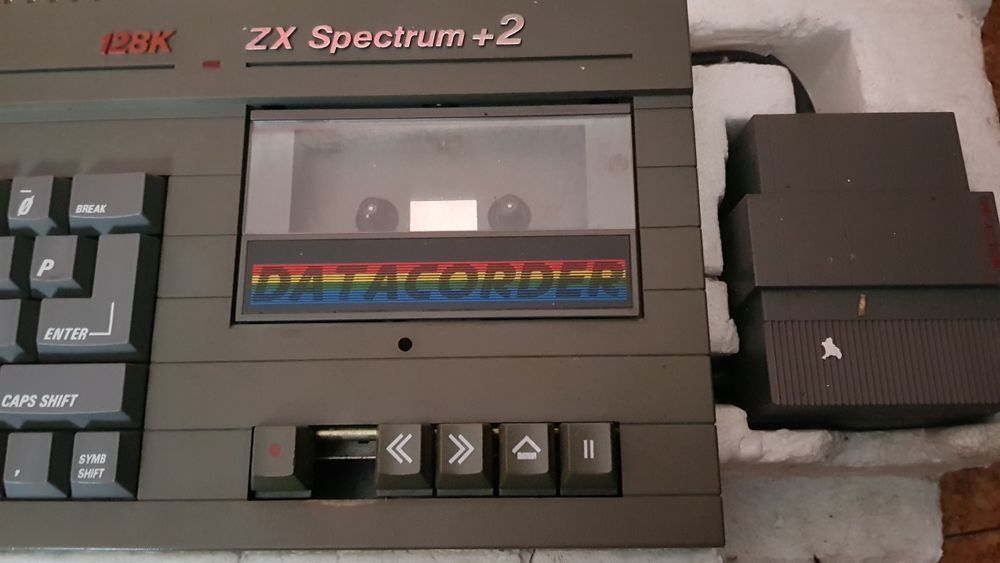 128K
ZX Spectrum +2
Ø
BREAK
P
DATACORDER
ENTER
CAPS SHIFT
,
SYMB
SHIFT